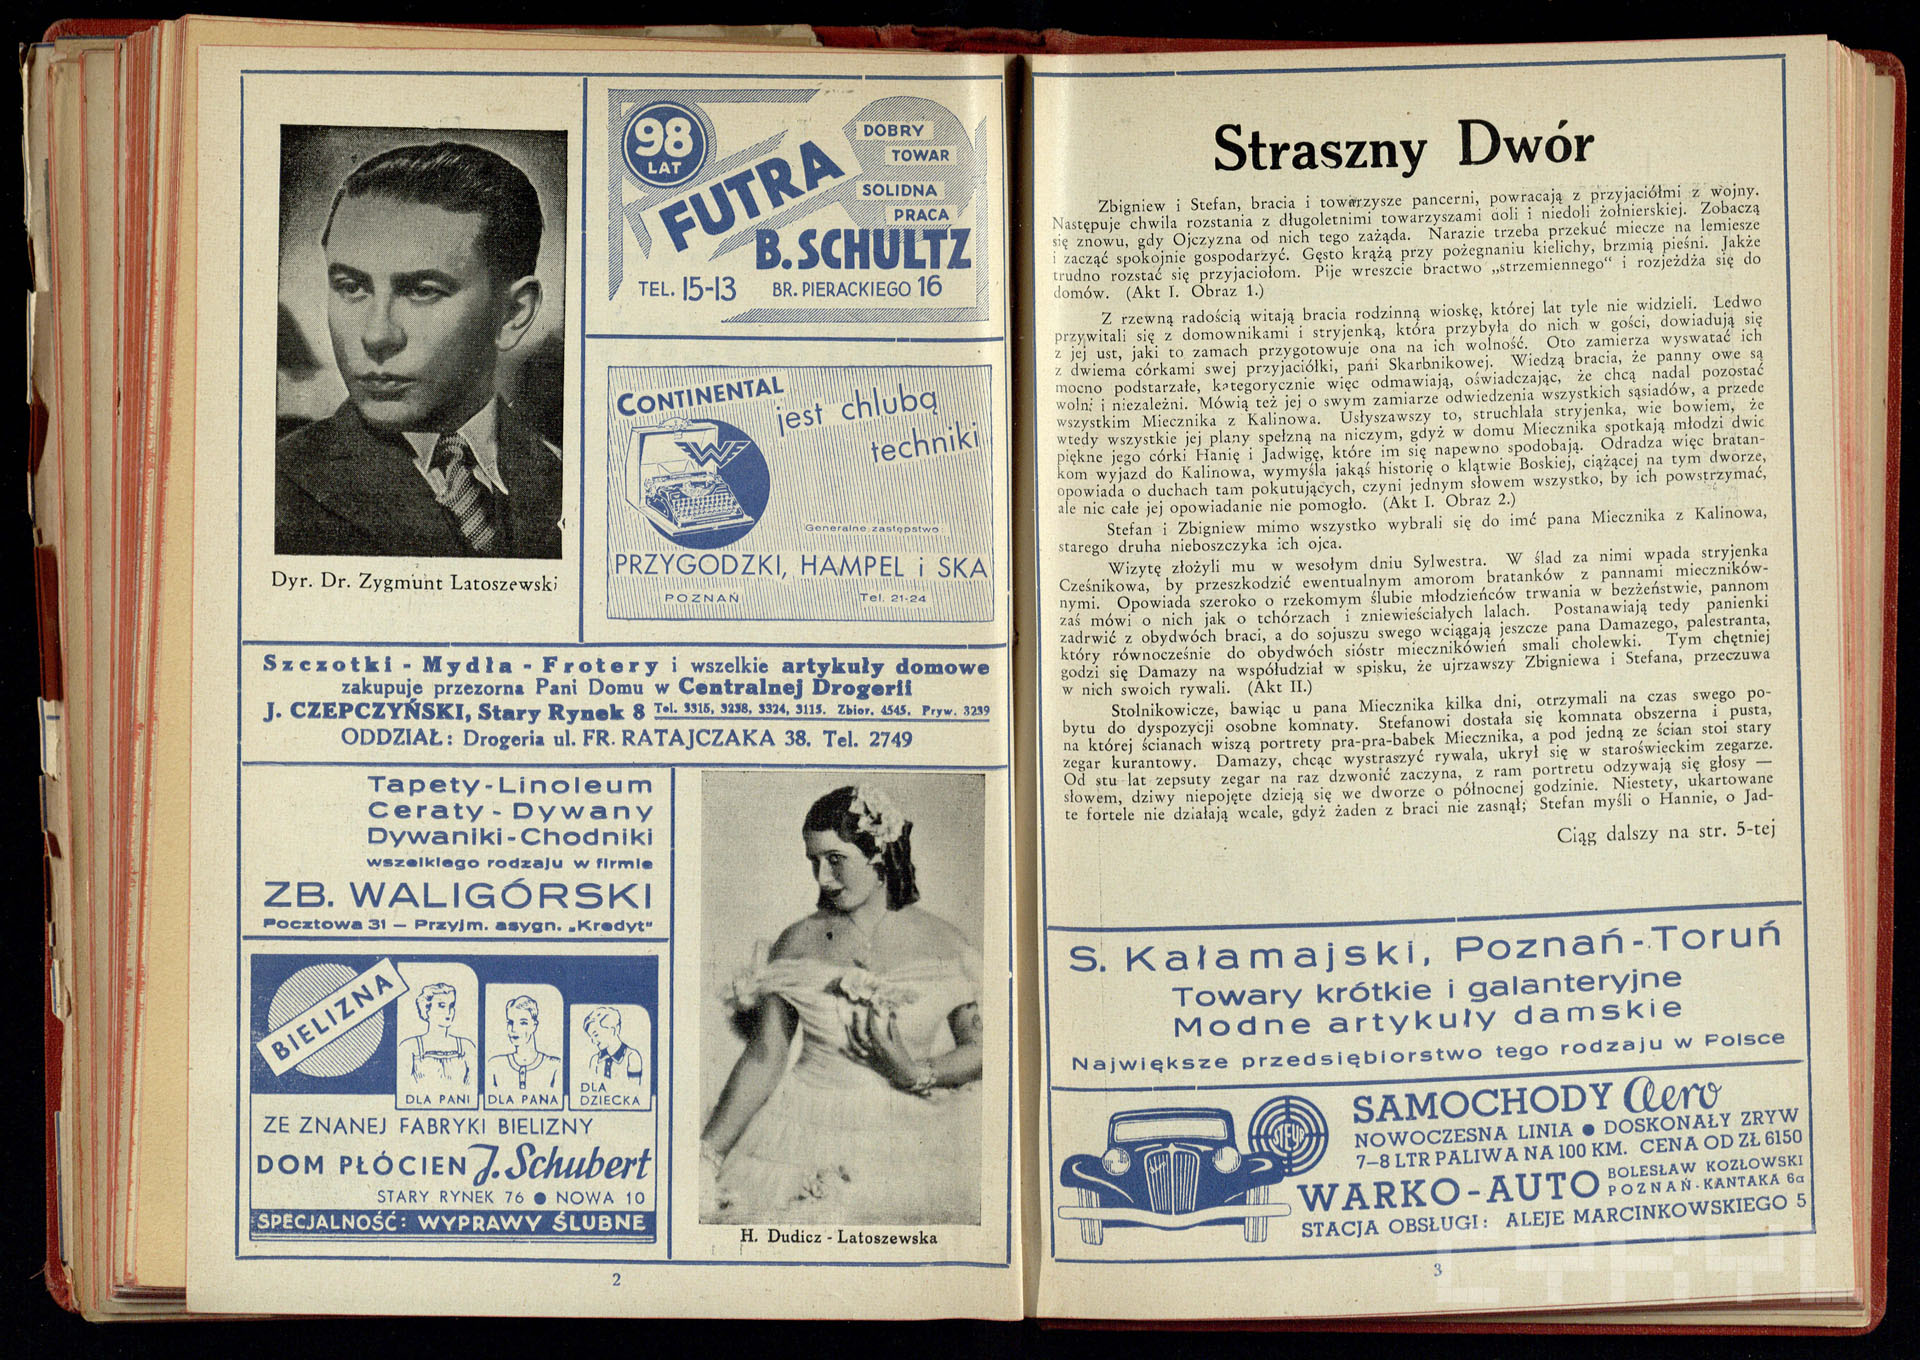 Dyr. Dr. Zygmunt Latoszewski
98
LAT
FUTRA
DOBRY
TOWAR
SOLIDNA
PRACA
B. SCHULTZ
TEL. 15-13 BR. PIERACKIEGO 16
CONTINENTAL
jest chlubą
techniki
Generalne zastępstwo:
PRZYGODZKI, HAMPEL i SKA
POZNAŃ Tel. 21-24
Szczotki - Mydła - Frotery i wszelkie artykuły domowe
zakupuje przezorna Pani Domu w Centralnej Drogerii
J. CZEPCZYŃSKI, Stary Rynek 8 Tel. 3315, 3238, 3324, 3115. Zbior. 4545. Pryw. 3239
ODDZIAŁ: Drogeria ul. FR. RATAJCZAKA 38. Tel. 2749
Tapety-Linoleum
Ceraty-Dywany
Dywaniki-Chodniki
wszelkiego rodzaju w firmie
ZB. WALIGÓRSKI
Pocztowa 31 — Przyjm. asygn. „Kredyt"
BIELIZNA
DLA PANI
DLA PANA
DLA
DZIECKA
ZE ZNANEJ FABRYKI BIELIZNY
DOM PŁÓCIEN J. Schubert
STARY RYNEK 76 ● NOWA 10
SPECJALNOŚĆ: WYPRAWY ŚLUBNE
H. Dudicz - Latoszewska
2
Straszny Dwór
Zbigniew i Stefan, bracia i towarzysze pancerni, powracają z przyjaciółmi z wojny.
Następuje chwila rozstania z długoletnimi towarzyszami doli i niedoli żołnierskiej. Zobaczą
się znowu, gdy Ojczyzna od nich tego zażąda. Narazie trzeba przekuć miecze na lemiesze
i zacząć spokojnie gospodarzyć. Gęsto krążą przy pożegnaniu kielichy, brzmią pieśni. Jakże
trudno rozstać się przyjaciołom. Pije wreszcie bractwo „strzemiennego" i rozjeżdża się do
domów. (Akt I. Obraz 1.)
Z rzewną radością witają bracia rodzinną wioskę, której lat tyle nie widzieli. Ledwo
przywitali się z domownikami i stryjenką, która przybyła do nich w gości, dowiadują się
z jej ust, jaki to zamach przygotowuje ona na ich wolność. Oto zamierza wyswatać ich
z dwiema córkami swej przyjaciółki, pani Skarbnikowej. Wiedzą bracia, że panny owe są
mocno podstarzałe, kategorycznie więc odmawiają, oświadczając, że chcą nadal pozostać
wolni i niezależni. Mówią też jej o swym zamiarze odwiedzenia wszystkich sąsiadów, a przede
wszystkim Miecznika z Kalinowa. Usłyszawszy to, struchlała stryjenka, wie bowiem, że
wtedy wszystkie jej plany spełzną na niczym, gdyż w domu Miecznika spotkają młodzi dwie
piękne jego córki Hanię i Jadwigę, które im się napewno spodobają. Odradza więc bratan-
kom wyjazd do Kalinowa, wymyśla jakąś historię o klątwie Boskiej, ciążącej na tym dworze,
opowiada o duchach tam pokutujących, czyni jednym słowem wszystko, by ich powstrzymać,
ale nic całe jej opowiadanie nie pomogło. (Akt I. Obraz 2.)
Stefan i Zbigniew mimo wszystko wybrali się do imć pana Miecznika z Kalinowa,
starego druha nieboszczyka ich ojca.
Wizytę złożyli mu w wesołym dniu Sylwestra. W ślad za nimi wpada stryjenka
Cześnikowa, by przeszkodzić ewentualnym amorom bratanków z pannami miecznikow-
nymi. Opowiada szeroko o rzekomym ślubie młodzieńców trwania w bezżeństwie, pannom
zaś mówi o nich jak o tchórzach i zniewieściałych lalach. Postanawiają tedy panienki
zadrwić z obydwóch braci, a do sojuszu swego wciągają jeszcze pana Damazego, palestranta,
który równocześnie do obydwóch sióstr miecznikówien smali cholewki. Tym chętniej
godzi się Damazy na współudział w spisku, że ujrzawszy Zbigniewa i Stefana, przeczuwa
w nich swoich rywali. (Akt II.)
Stolnikowicze, bawiąc u pana Miecznika kilka dni, otrzymali na czas swego po-
bytu do dyspozycji osobne komnaty. Stefanowi dostała się komnata obszerna i pusta,
na której ścianach wiszą portrety pra-pra-babek Miecznika, a pod jedną ze ścian stoi stary
zegar kurantowy. Damazy, chcąc wystraszyć rywala, ukrył się w staroświeckim zegarze.
Od stu lat zepsuty zegar na raz dzwonić zaczyna, z ram portretu odzywają się głosy —
słowem, dziwy niepojęte dzieją się we dworze o północnej godzinie. Niestety, ukartowane
te fortele nie działają wcale, gdyż żaden z braci nie zasnął; Stefan myśli o Hannie, o Jad-
Ciąg dalszy na str. 5-tej
S. Kałamajski, Poznań-Toruń
Towary krótkie i galanteryjne
Modne artykuły damskie
Największe przedsiębiorstwo tego rodzaju w Polsce
STEYR
SAMOCHODY Aero
NOWOCZESNA LINIA ● DOSKONAŁY ZRYW
7-8 LTR PALIWA NA 100 KM. CENA OD ZŁ 6150
WARKO-AUTO BOLESŁAW KOZŁOWSKI
POZNAŃ-KANTAKA 6a
STACJA OBSŁUGI: ALEJE MARCINKOWSKIEGO 5
3